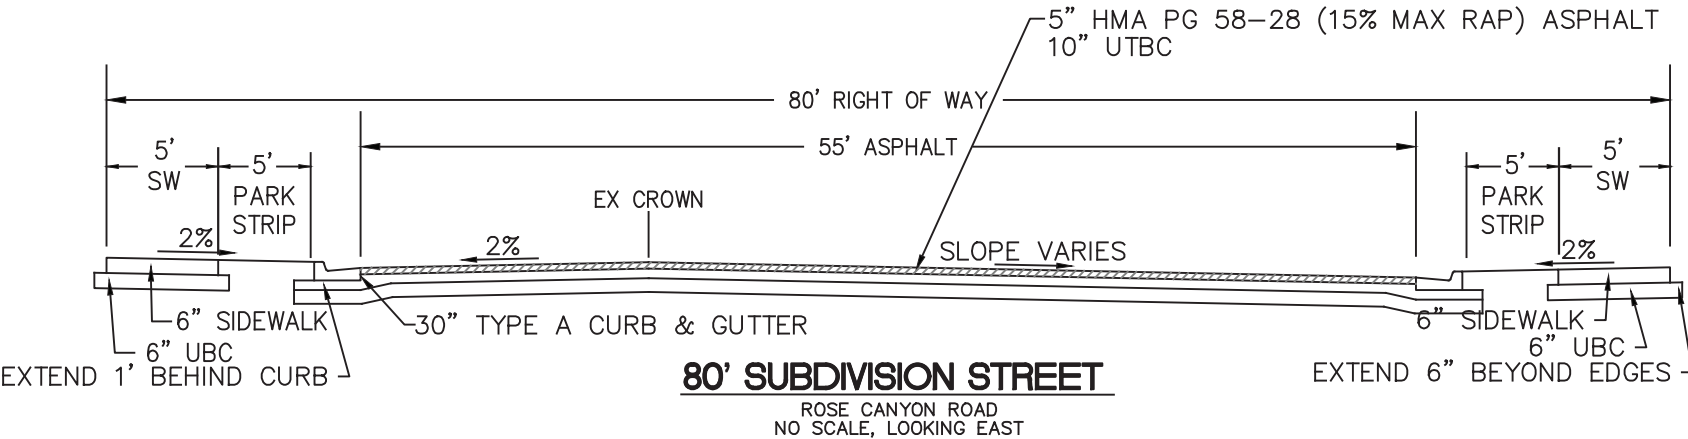 5” HMA PG 58–28 (15% MAX RAP) ASPHALT
10” UTBC
80’ RIGHT OF WAY
55’ ASPHALT
5’
SW
5’
PARK
STRIP
EX CROWN
5’
PARK
STRIP
5’
SW
2%
2%
SLOPE VARIES
2%
6” SIDEWALK
6” UBC
EXTEND 1’ BEHIND CURB
30” TYPE A CURB & GUTTER
6” SIDEWALK
6” UBC
EXTEND 6” BEYOND EDGES
80’ SUBDIVISION STREET
ROSE CANYON ROAD
NO SCALE, LOOKING EAST